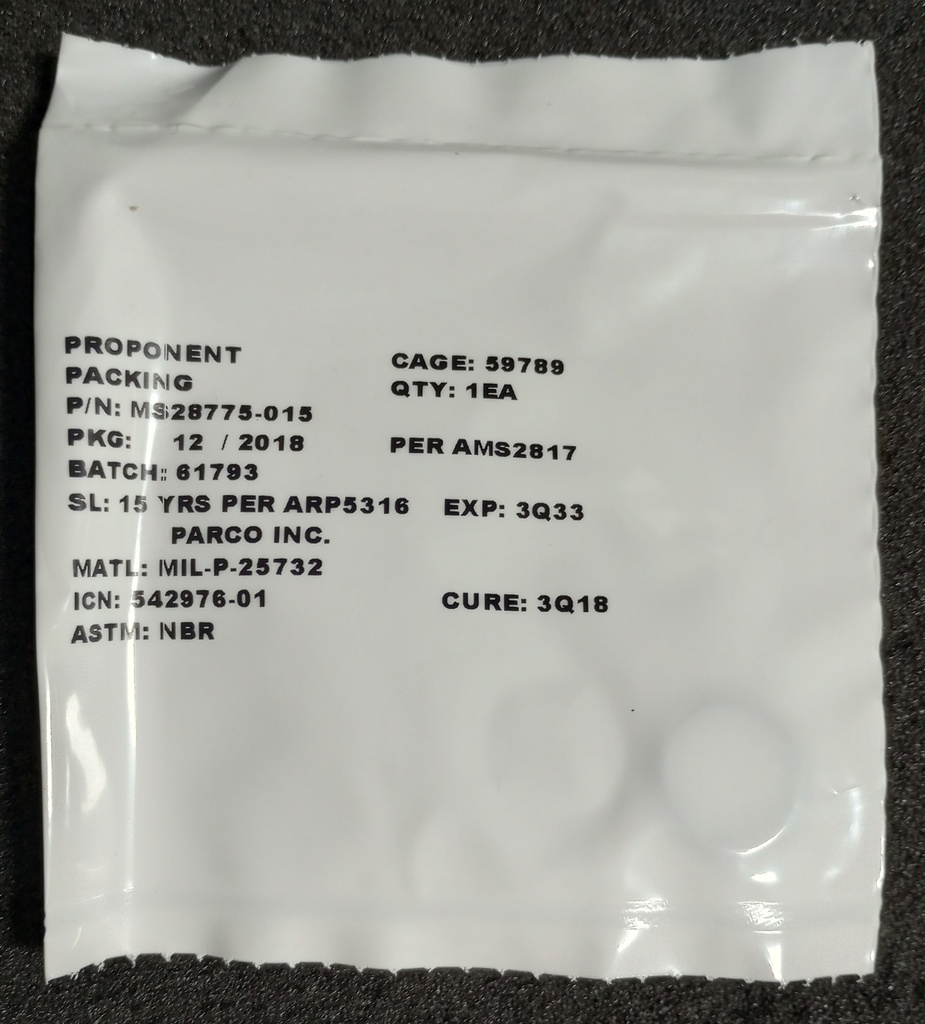 PROPONENT CAGE: 59789
PACKING QTY: 1EA
P/N: MS28775-015
PKG: 12 / 2018 PER AMS2817
BATCH: 61793
SL: 15 YRS PER ARP5316 EXP: 3Q33
PARCO INC.
MATL: MIL-P-25732
ICN: 542976-01 CURE: 3Q18
ASTM: NBR